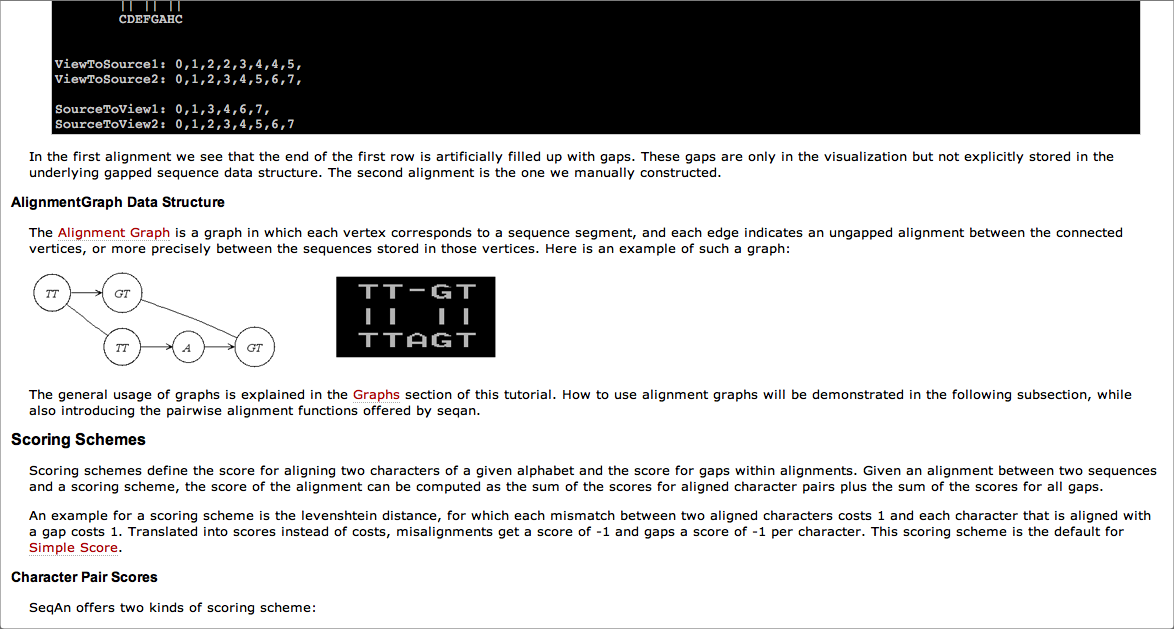 CDEFGAHC
ViewToSource1: 0,1,2,2,3,4,4,5,
ViewToSource2: 0,1,2,3,4,5,6,7,
SourceToView1: 0,1,3,4,6,7,
SourceToView2: 0,1,2,3,4,5,6,7
In the first alignment we see that the end of the first row is artificially filled up with gaps. These gaps are only in the visualization but not explicitly stored in the
underlying gapped sequence data structure. The second alignment is the one we manually constructed.
AlignmentGraph Data Structure
The Alignment Graph is a graph in which each vertex corresponds to a sequence segment, and each edge indicates an ungapped alignment between the connected
vertices, or more precisely between the sequences stored in those vertices. Here is an example of such a graph:
TT GT
TT A GT
TT-GT
|| ||
TTAGT
The general usage of graphs is explained in the Graphs section of this tutorial. How to use alignment graphs will be demonstrated in the following subsection, while
also introducing the pairwise alignment functions offered by seqan.
Scoring Schemes
Scoring schemes define the score for aligning two characters of a given alphabet and the score for gaps within alignments. Given an alignment between two sequences
and a scoring scheme, the score of the alignment can be computed as the sum of the scores for aligned character pairs plus the sum of the scores for all gaps.
An example for a scoring scheme is the levenshtein distance, for which each mismatch between two aligned characters costs 1 and each character that is aligned with
a gap costs 1. Translated into scores instead of costs, misalignments get a score of -1 and gaps a score of -1 per character. This scoring scheme is the default for
Simple Score.
Character Pair Scores
SeqAn offers two kinds of scoring scheme: